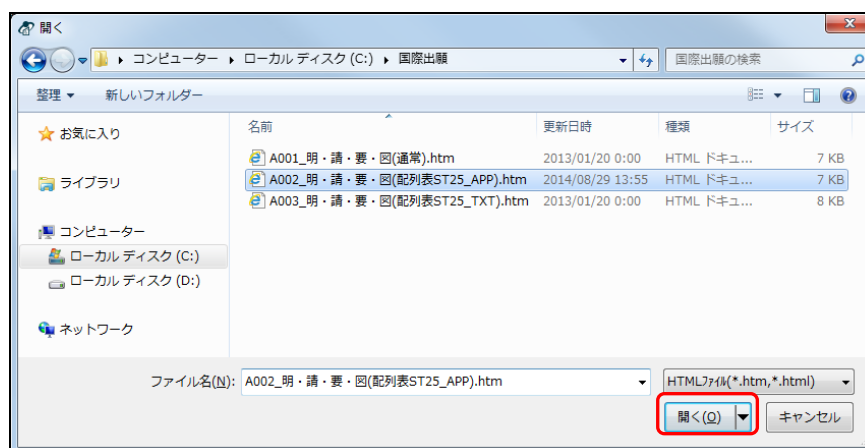 開く
コンピューター ローカル ディスク (C:) 国際出願 国際出願の検索
整理 新しいフォルダー
名前 更新日時 種類 サイズ
お気に入り
A001_明・請・要・図(通常).htm 2013/01/20 0:00 HTML ドキュ... 7 KB
A002_明・請・要・図(配列表ST25_APP).htm 2014/08/29 13:55 HTML ドキュ... 7 KB
ライブラリ
A003_明・請・要・図(配列表ST25_TXT).htm 2013/01/20 0:00 HTML ドキュ... 8 KB
コンピューター
ローカル ディスク (C:)
ローカル ディスク (D:)
ネットワーク
ファイル名(N): A002_明・請・要・図(配列表ST25_APP).htm HTMLファイル(*.htm,*.html)
開く(O) キャンセル